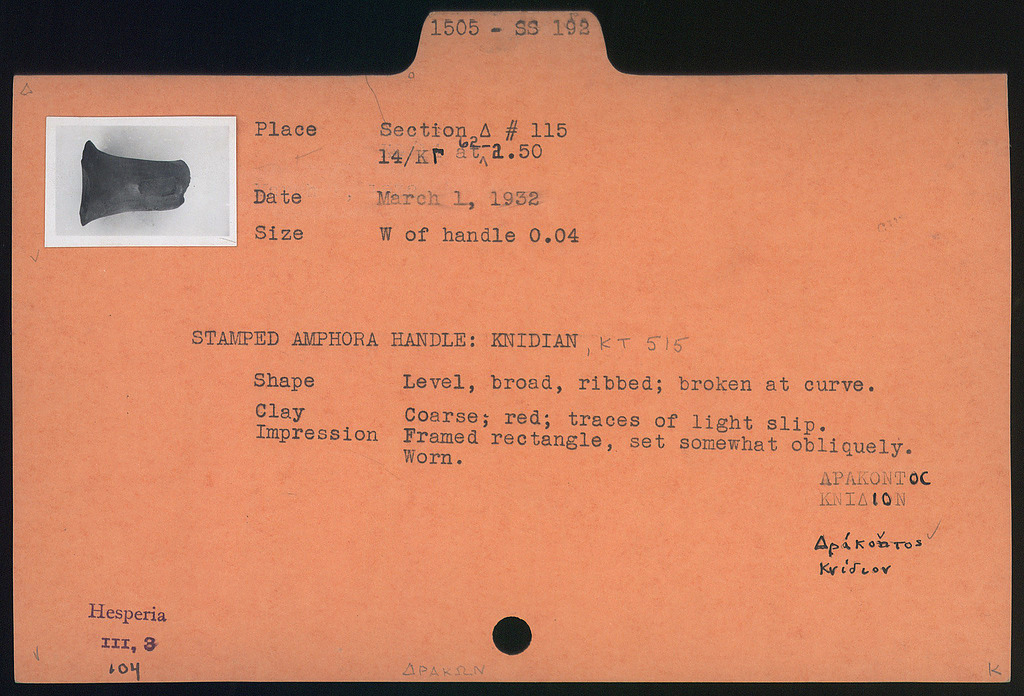 1505 - SS 192
Δ
Place Section Δ # 115
14/ΚΓ at 62-.50
Date March 1, 1932
Size W of handle 0.04
STAMPED AMPHORA HANDLE: KNIDIAN, KT 515
Shape Level, broad, ribbed; broken at curve.
Clay Coarse; red; traces of light slip.
Impression Framed rectangle, set somewhat obliquely.
Worn.
ΔΡΑΚΟΝΤΟC
ΚΝΙΔΙΟΝ
Δράκοντος
Κνίδιον
Hesperia
III, 3
104
ΔΡΑΚΩΝ
K